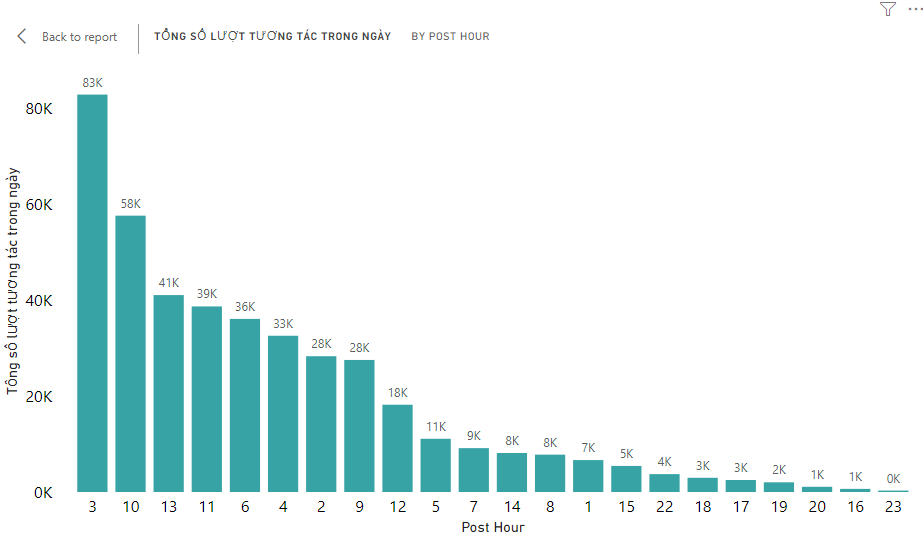 Back to report
TỔNG SỐ LƯỢT TƯƠNG TÁC TRONG NGÀY BY POST HOUR
83K
58K
41K
39K
36K
33K
28K
28K
18K
11K
9K
8K
8K
7K
5K
4K
3K
3K
2K
1K
1K
0K
80K
60K
40K
20K
0K
Tổng số lượt tương tác trong ngày
3 10 13 11 6 4 2 9 12 5 7 14 8 1 15 22 18 17 19 20 16 23
Post Hour